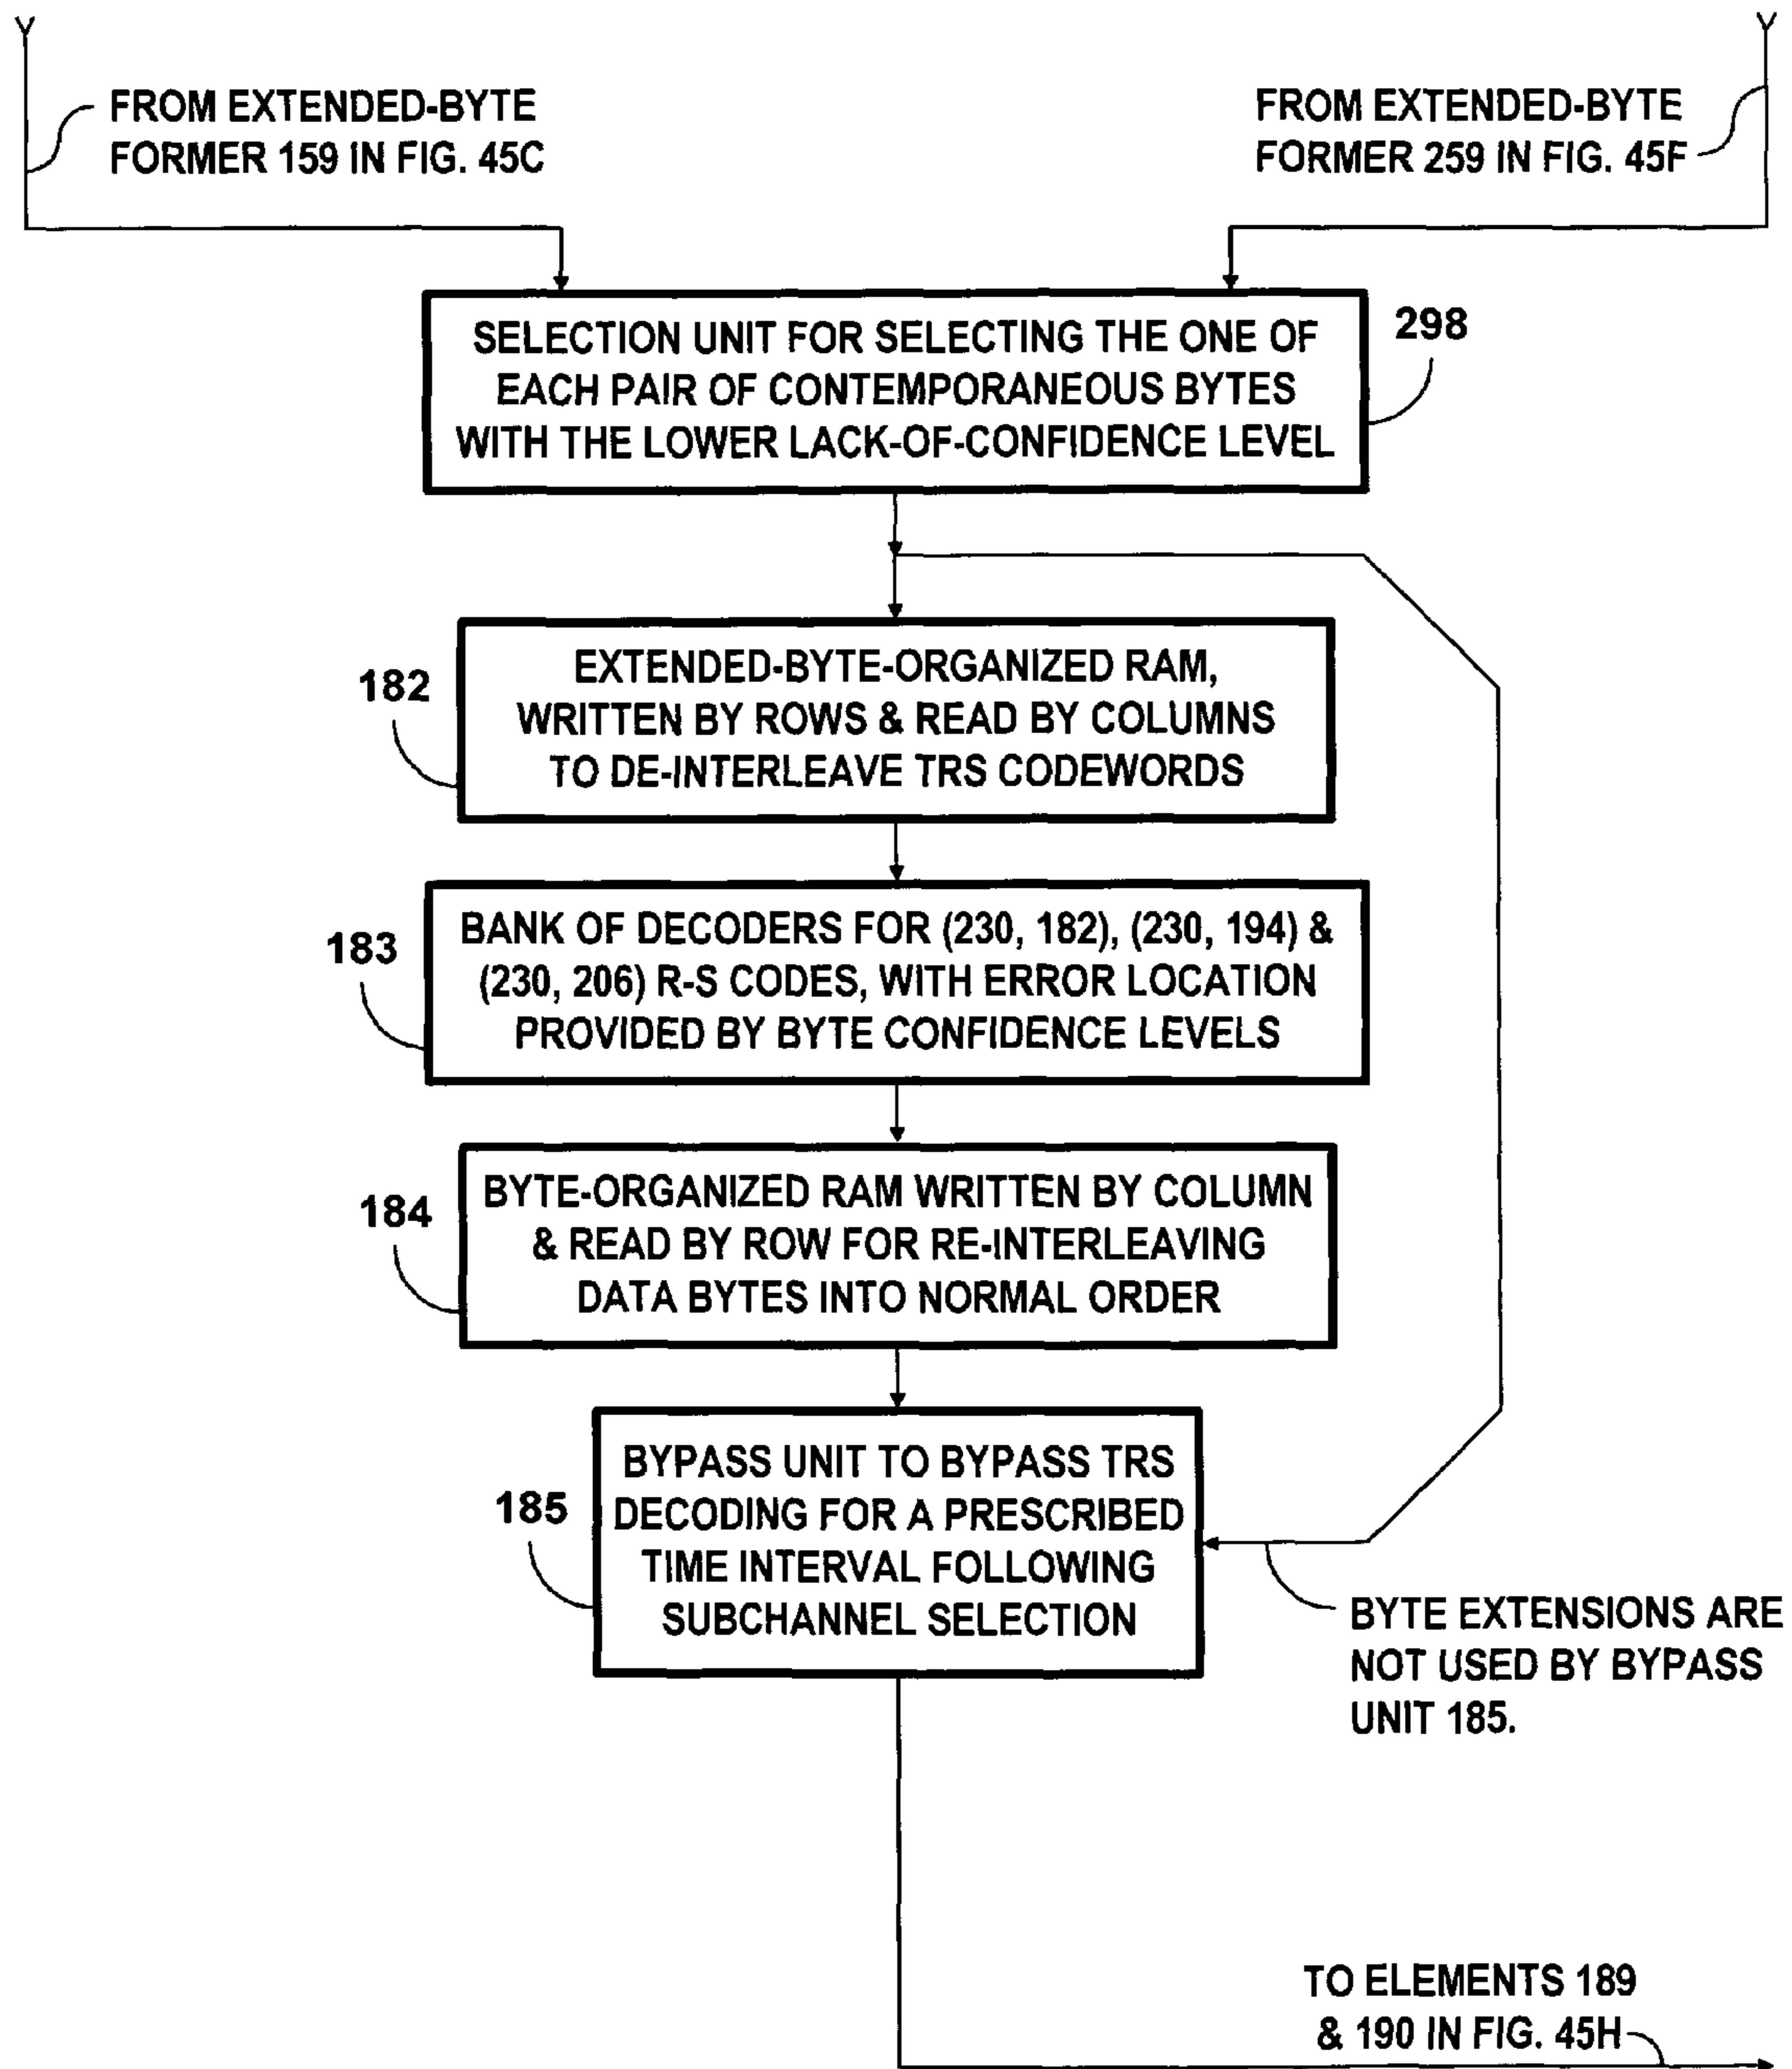 FROM EXTENDED-BYTE
FORMER 159 IN FIG. 45C
FROM EXTENDED-BYTE
FORMER 259 IN FIG. 45F
SELECTION UNIT FOR SELECTING THE ONE OF
EACH PAIR OF CONTEMPORANEOUS BYTES
WITH THE LOWER LACK-OF-CONFIDENCE LEVEL
298
182
EXTENDED-BYTE-ORGANIZED RAM,
WRITTEN BY ROWS & READ BY COLUMNS
TO DE-INTERLEAVE TRS CODEWORDS
183
BANK OF DECODERS FOR (230, 182), (230, 194) &
(230, 206) R-S CODES, WITH ERROR LOCATION
PROVIDED BY BYTE CONFIDENCE LEVELS
184
BYTE-ORGANIZED RAM WRITTEN BY COLUMN
& READ BY ROW FOR RE-INTERLEAVING
DATA BYTES INTO NORMAL ORDER
185
BYPASS UNIT TO BYPASS TRS
DECODING FOR A PRESCRIBED
TIME INTERVAL FOLLOWING
SUBCHANNEL SELECTION
BYTE EXTENSIONS ARE
NOT USED BY BYPASS
UNIT 185.
TO ELEMENTS 189
& 190 IN FIG. 45H